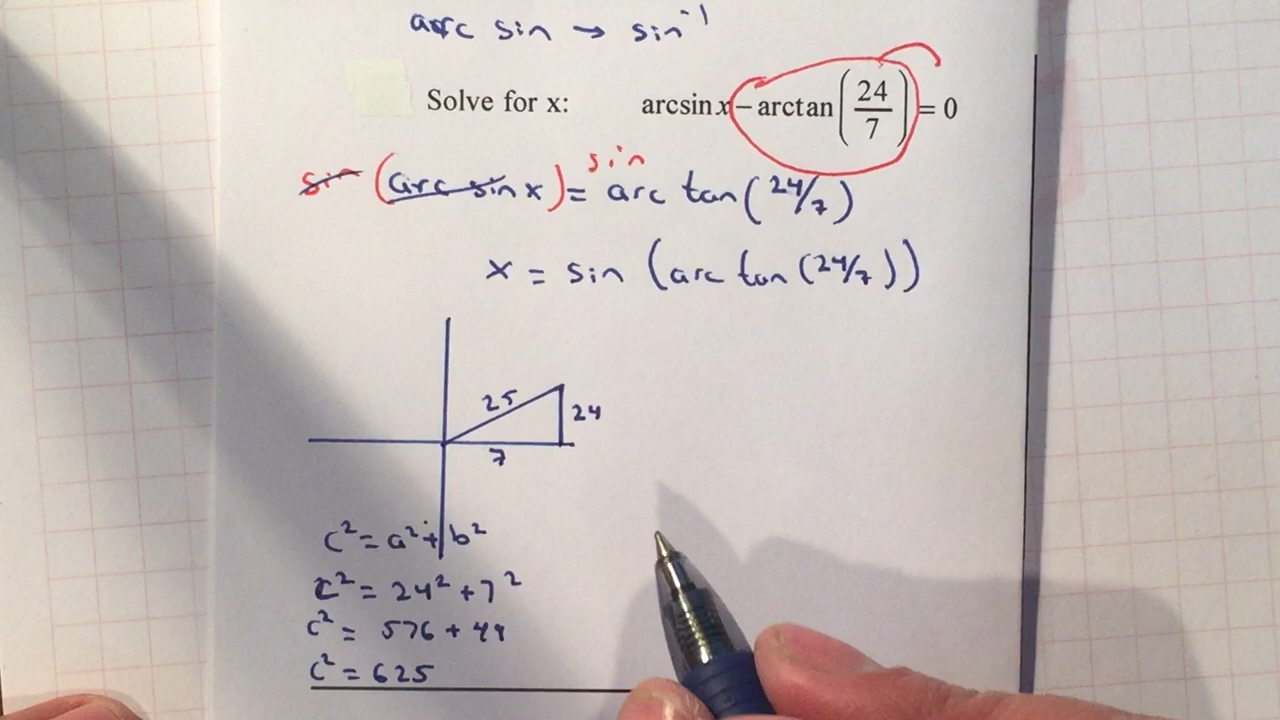 arc sin → sin⁻¹
Solve for x: arcsin x − arctan (24/7) = 0
sin (arc sin x) = sin arc tan (24/7)
x = sin (arc tan (24/7))
25
24
7
c² = a² + b²
c² = 24² + 7²
c² = 576 + 49
c² = 625